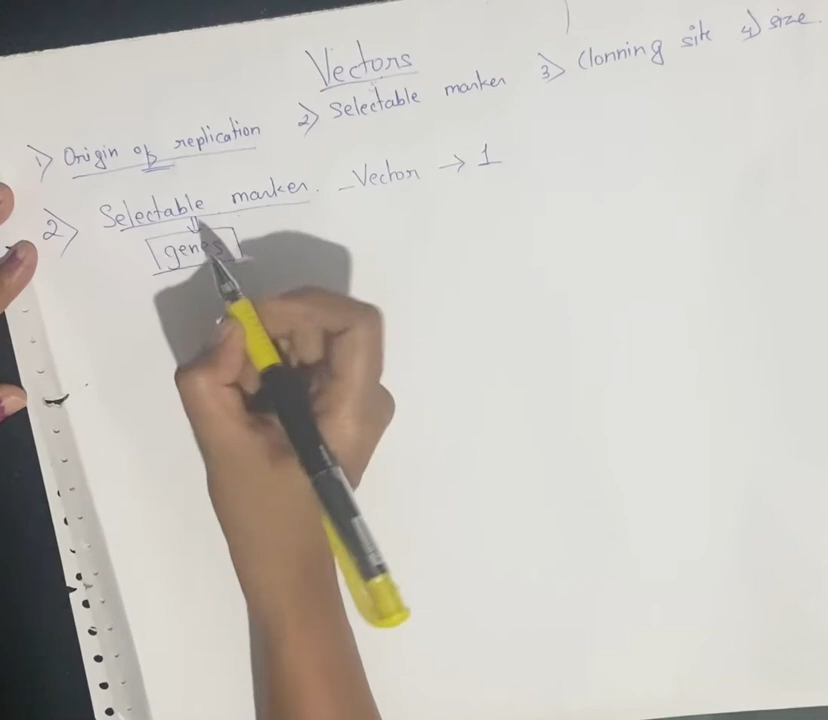 Vectors
1) Origin of replication 2) Selectable marker 3) Clonning site 4) size.
2) Selectable marker. - Vector → 1
⇓
genes